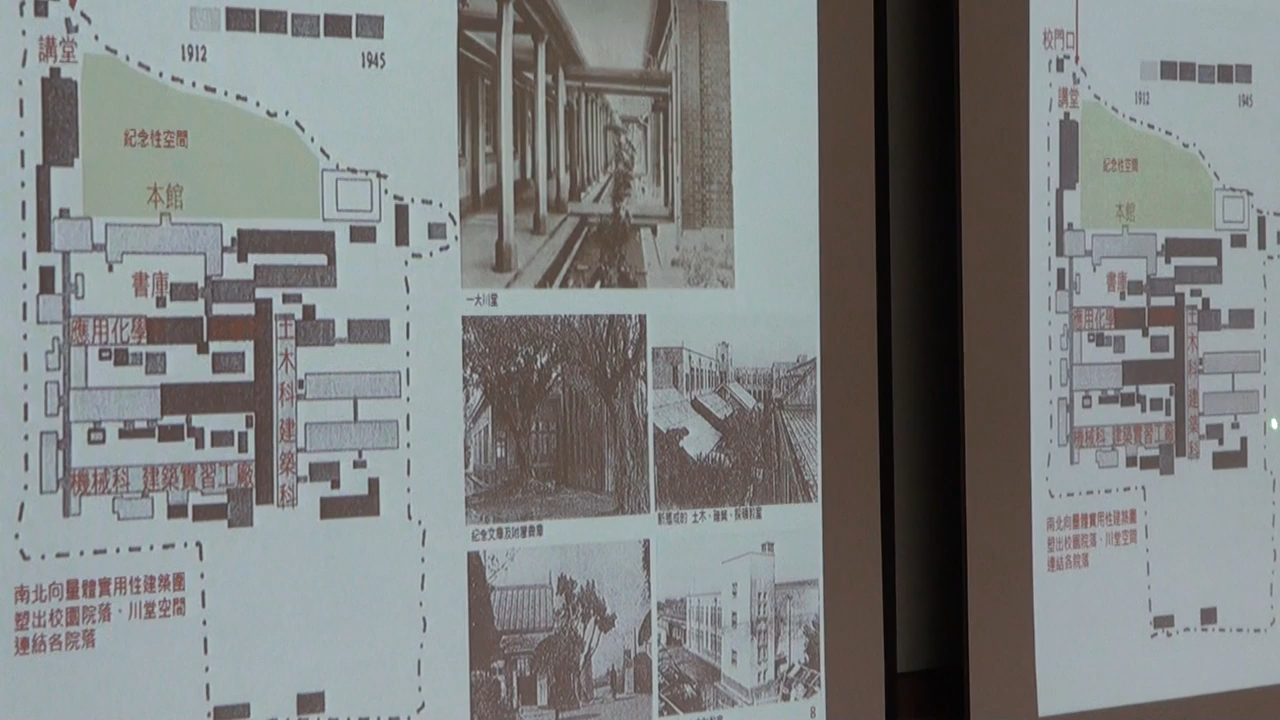 講堂
1912
1945
紀念性空間
本館
書庫
應用化學
土木科建築科
機械科 建築實習工廠
南北向量體實用性建築圍
塑出校園院落、川堂空間
連結各院落
一大川堂
紀念文庫及附屬書庫
8
校門口
講堂
1912
1945
紀念性空間
本館
書庫
應用化學
土木科建築科
機械科 建築實習工廠
南北向量體實用性建築圍
塑出校園院落、川堂空間
連結各院落